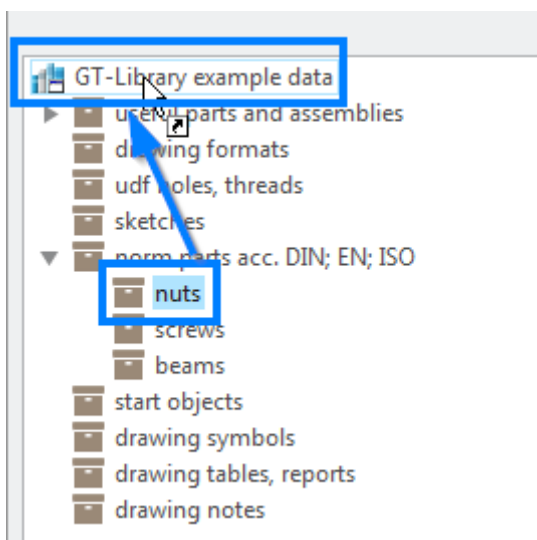 GT-Library example data
useful parts and assemblies
drawing formats
udf holes, threads
sketches
norm parts acc. DIN; EN; ISO
nuts
screws
beams
start objects
drawing symbols
drawing tables, reports
drawing notes